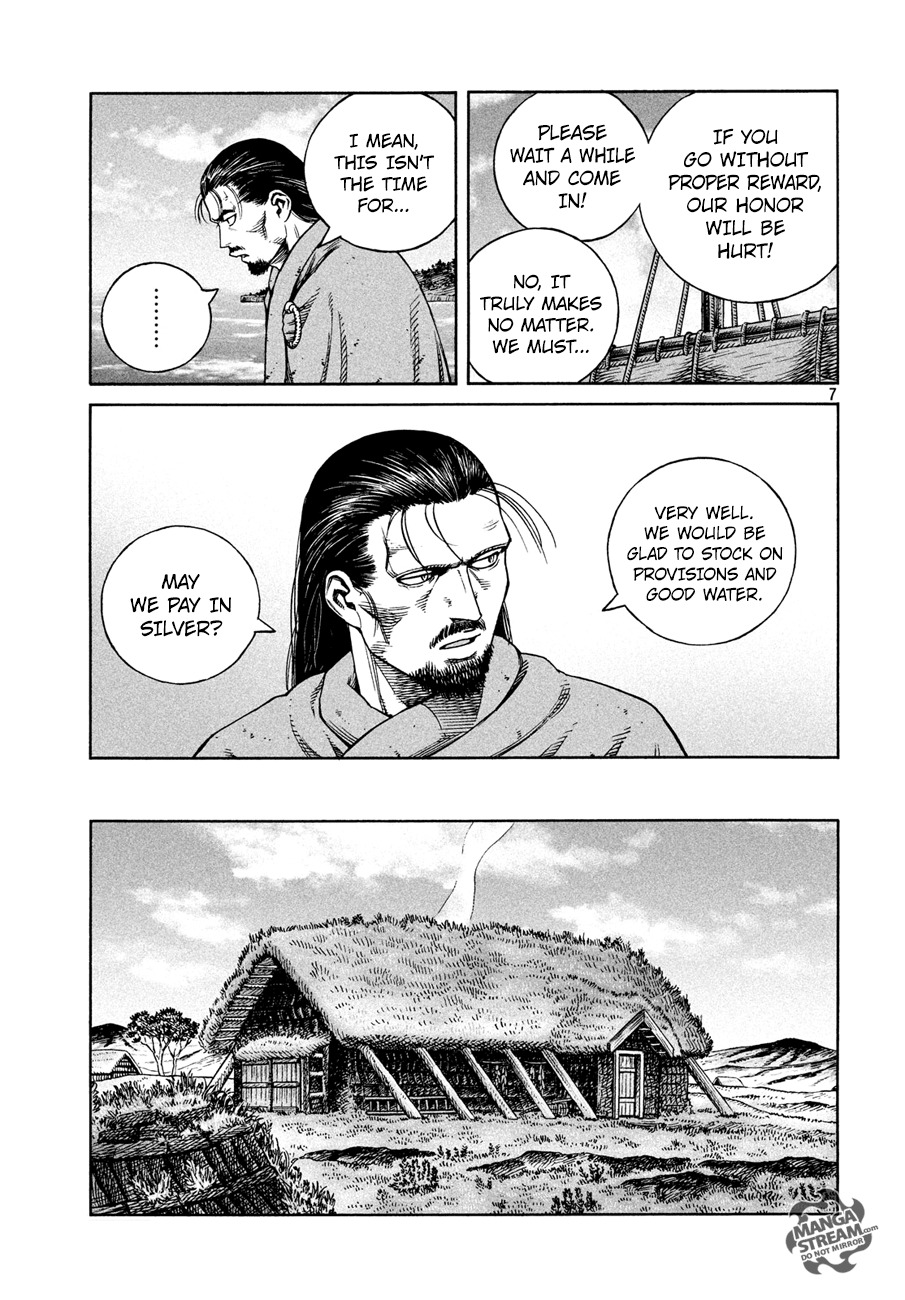 IF YOU
GO WITHOUT
PROPER REWARD,
OUR HONOR
WILL BE
HURT!
PLEASE
WAIT A WHILE
AND COME
IN!
NO, IT
TRULY MAKES
NO MATTER.
WE MUST...
I MEAN,
THIS ISN'T
THE TIME
FOR...
.........
7
VERY WELL.
WE WOULD BE
GLAD TO STOCK ON
PROVISIONS AND
GOOD WATER.
MAY
WE PAY IN
SILVER?
MANGA
STREAM.com
DO NOT MIRROR